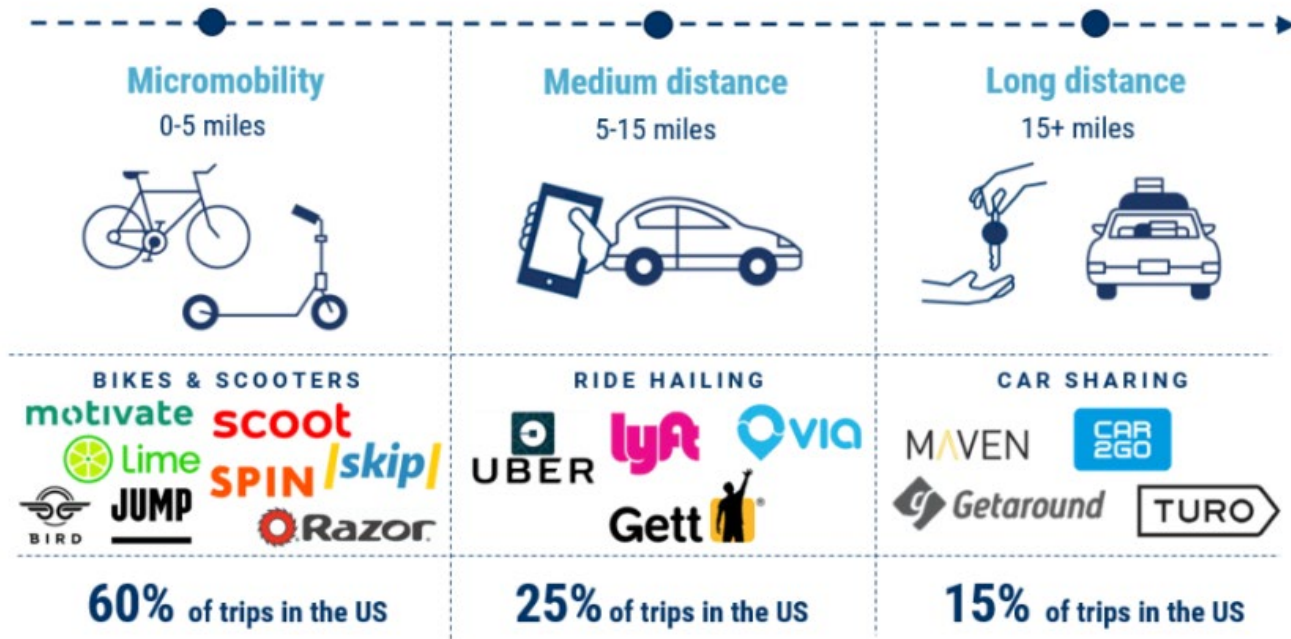 Micromobility
0-5 miles
Medium distance
5-15 miles
Long distance
15+ miles
BIKES & SCOOTERS
motivate
scoot
Lime
SPIN
/skip/
BIRD
JUMP
Razor.
RIDE HAILING
UBER
lyft
via
Gett®
CAR SHARING
MAVEN
CAR
2GO
Getaround
TURO
60% of trips in the US
25% of trips in the US
15% of trips in the US